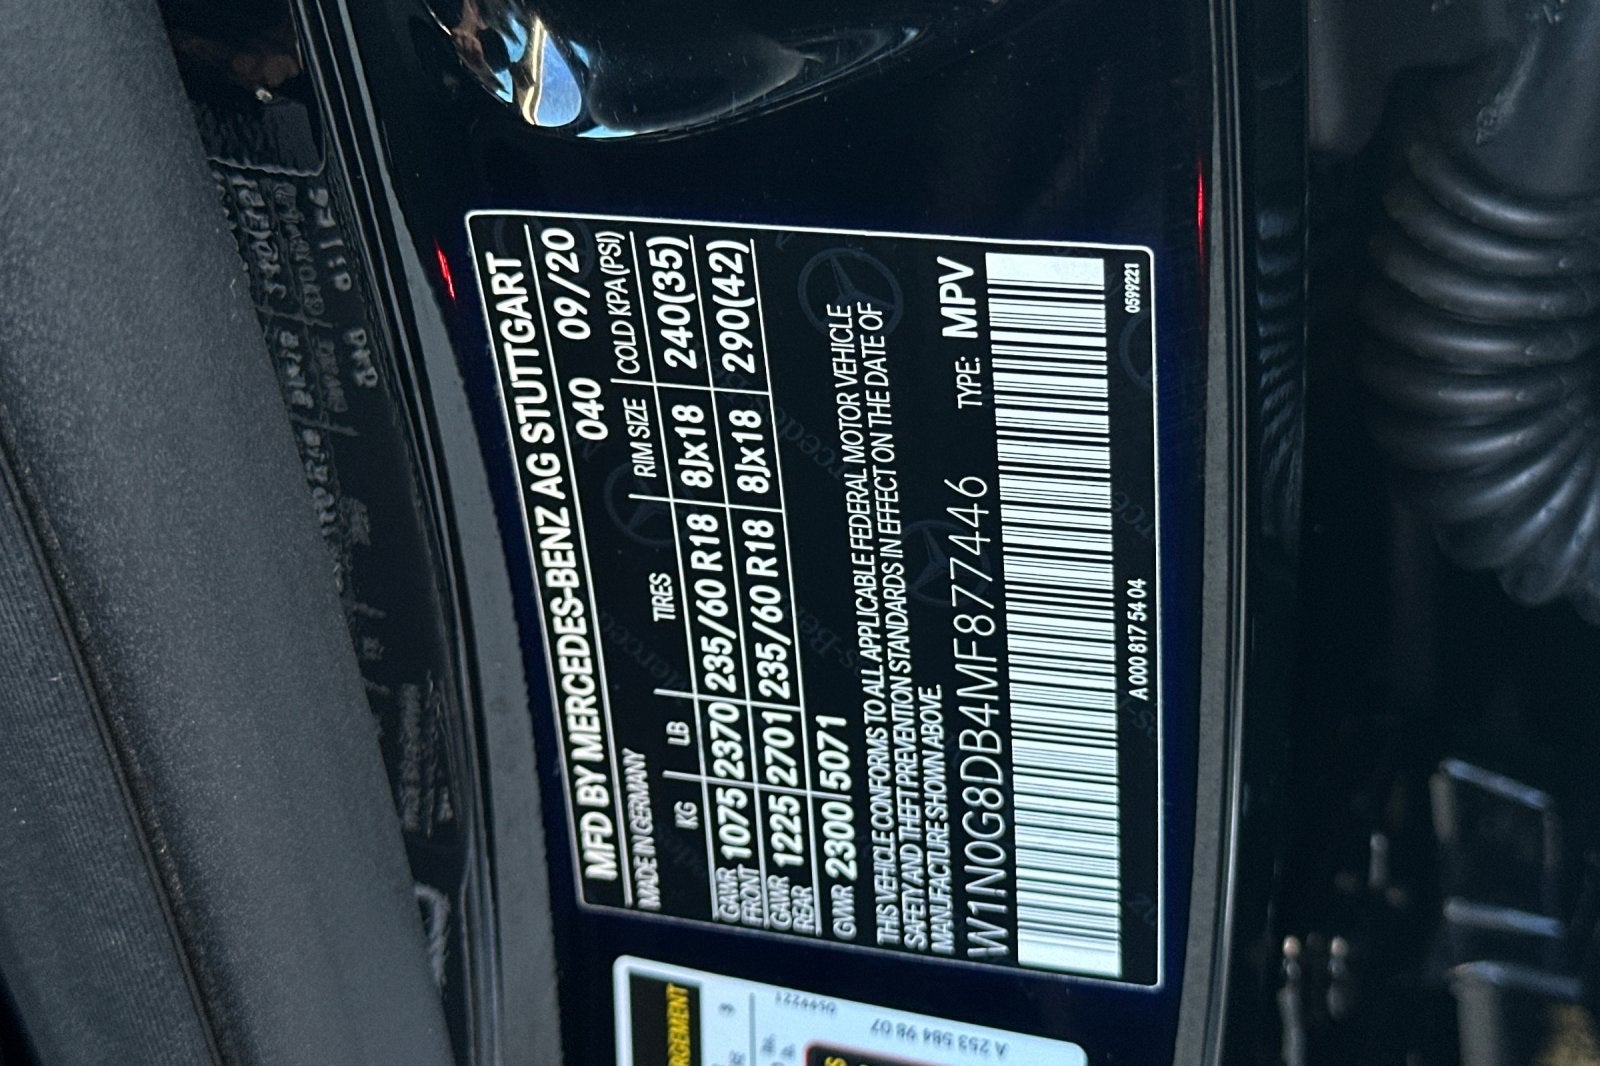 MFD BY MERCEDES-BENZ AG STUTTGART
MADE IN GERMANY 040 09/20
KG LB TIRES RIM SIZE COLD KPA(PSI)
GAWR FRONT 1075 2370 235/60 R18 8Jx18 240(35)
GAWR REAR 1225 2701 235/60 R18 8Jx18 290(42)
GVWR 2300 5071
THIS VEHICLE CONFORMS TO ALL APPLICABLE FEDERAL MOTOR VEHICLE
SAFETY AND THEFT PREVENTION STANDARDS IN EFFECT ON THE DATE OF
MANUFACTURE SHOWN ABOVE.
W1N0G8DB4MF877446 TYPE: MPV
A 000 817 54 04 0599221
A 253 584 98 07
0599221